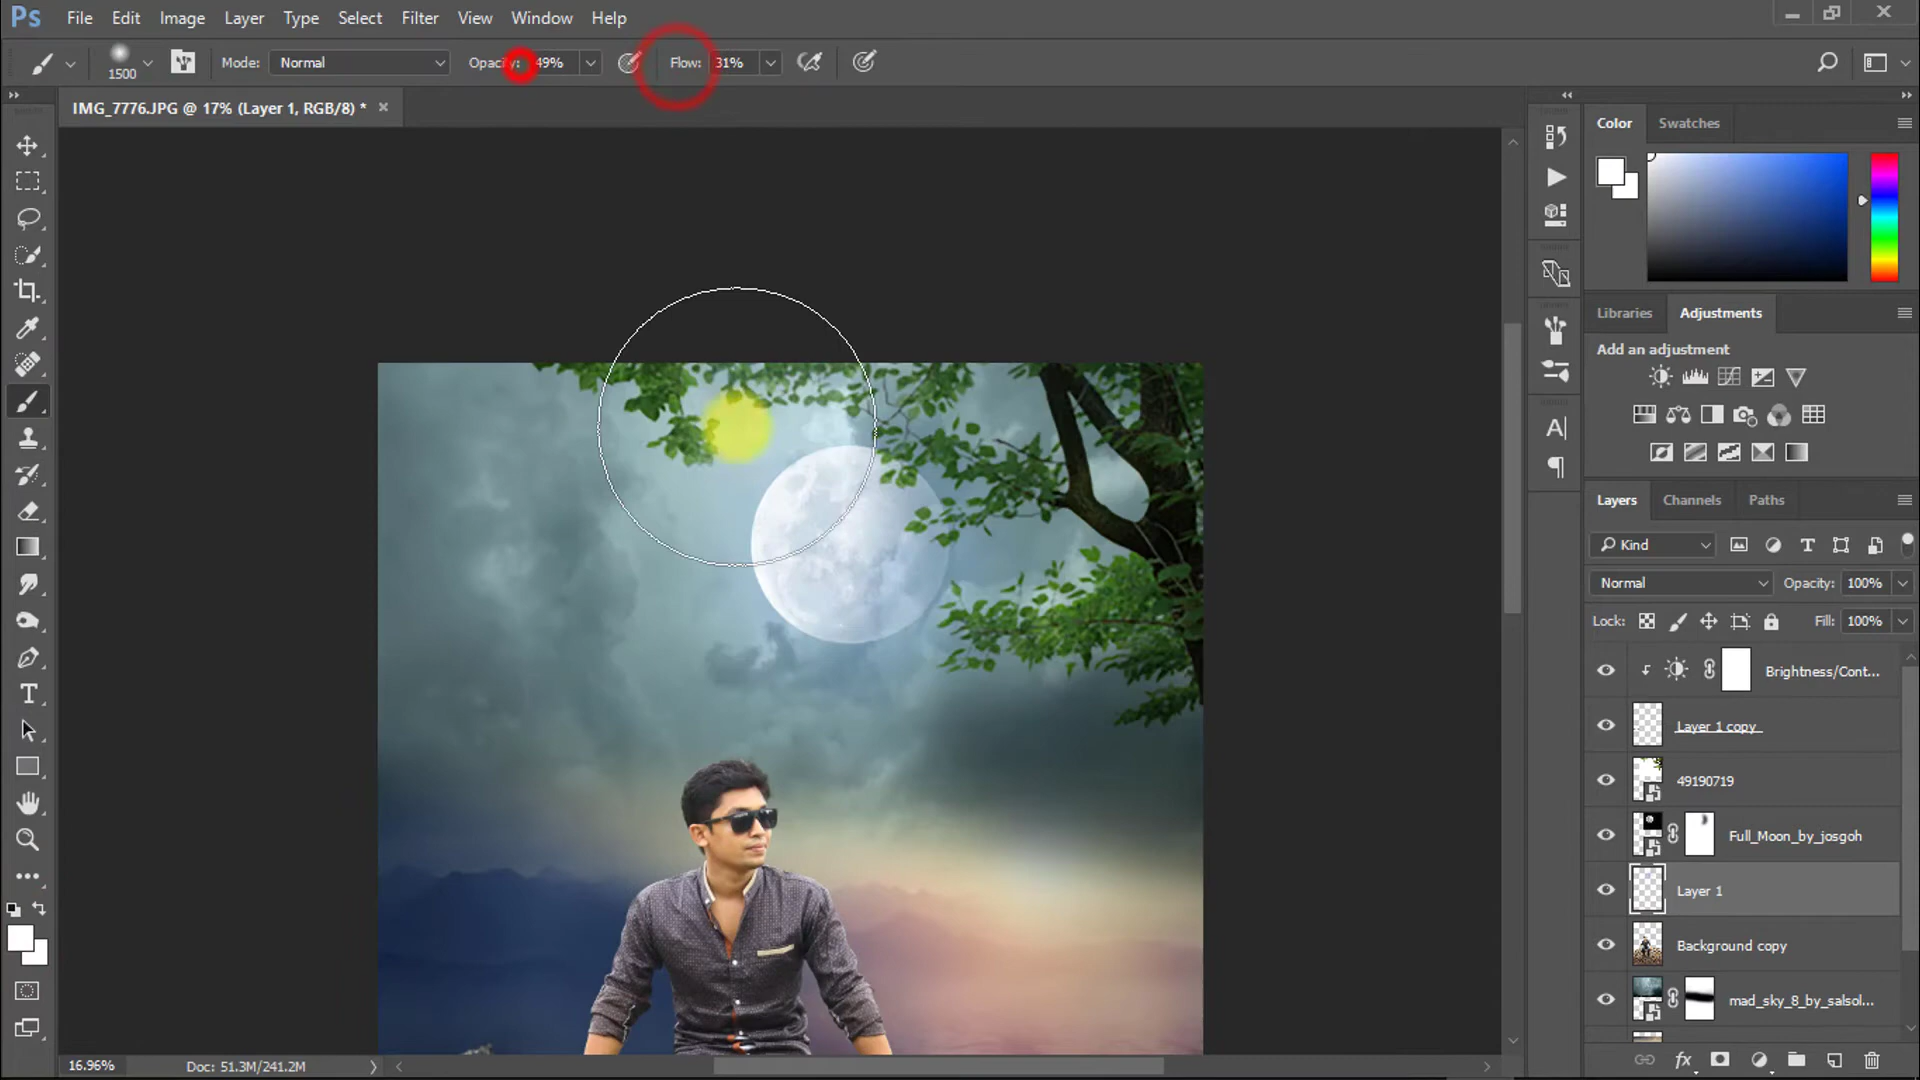 Ps File Edit Image Layer Type Select Filter View Window Help
1500 Mode: Normal Opacity: 49% Flow: 31%
IMG_7776.JPG @ 17% (Layer 1, RGB/8) *
Color Swatches
Libraries Adjustments
Add an adjustment
Layers Channels Paths
Kind
Normal Opacity: 100%
Lock: Fill: 100%
Brightness/Cont...
Layer 1 copy
49190719
Full_Moon_by_josgoh
Layer 1
Background copy
mad_sky_8_by_salsol...
16.96% Doc: 51.3M/241.2M